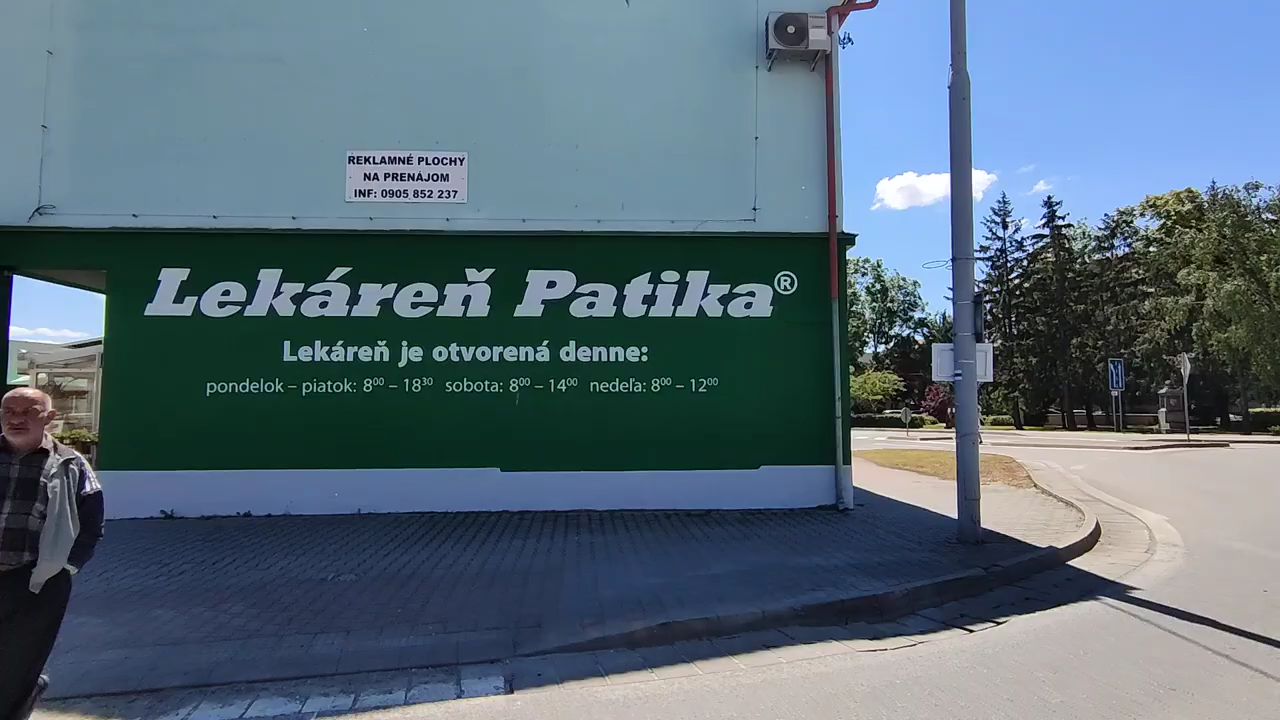 REKLAMNÉ PLOCHY
NA PRENÁJOM
INF: 0905 852 237
Lekáreň Patika®
Lekáreň je otvorená denne:
pondelok – piatok: 8⁰⁰ – 18³⁰ sobota: 8⁰⁰ – 14⁰⁰ nedeľa: 8⁰⁰ – 12⁰⁰